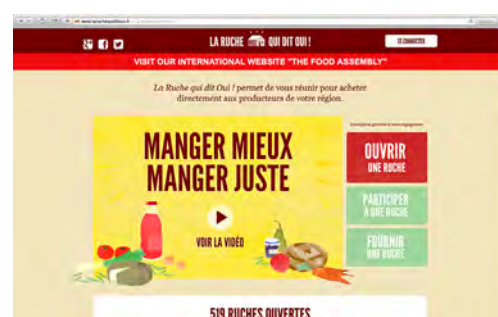 LA RUCHE QUI DIT OUI !
SE CONNECTER
VISIT OUR INTERNATIONAL WEBSITE "THE FOOD ASSEMBLY"
La Ruche qui dit Oui ! permet de vous réunir pour acheter
directement aux producteurs de votre région.
MANGER MIEUX
MANGER JUSTE
VOIR LA VIDÉO
OUVRIR
UNE RUCHE
PARTICIPER
À UNE RUCHE
FOURNIR
UNE RUCHE
519 RUCHES OUVERTES